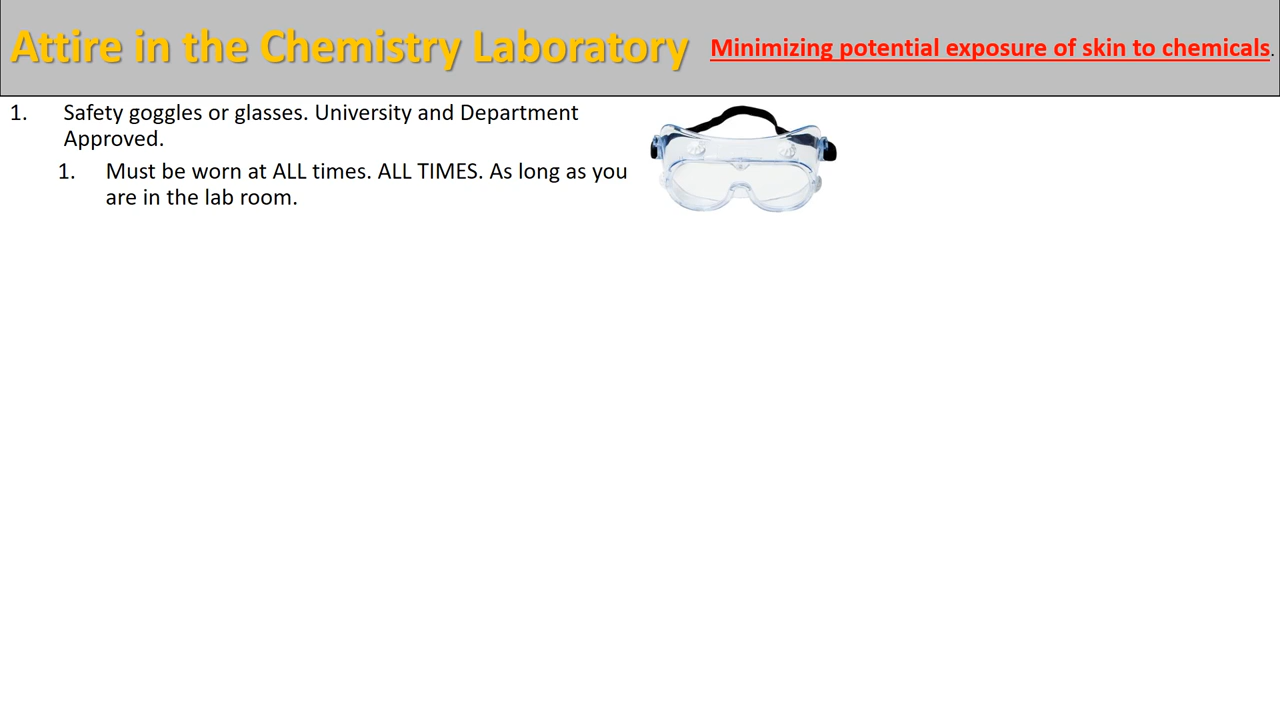 Attire in the Chemistry Laboratory
Minimizing potential exposure of skin to chemicals.
1. Safety goggles or glasses. University and Department
Approved.
1. Must be worn at ALL times. ALL TIMES. As long as you
are in the lab room.